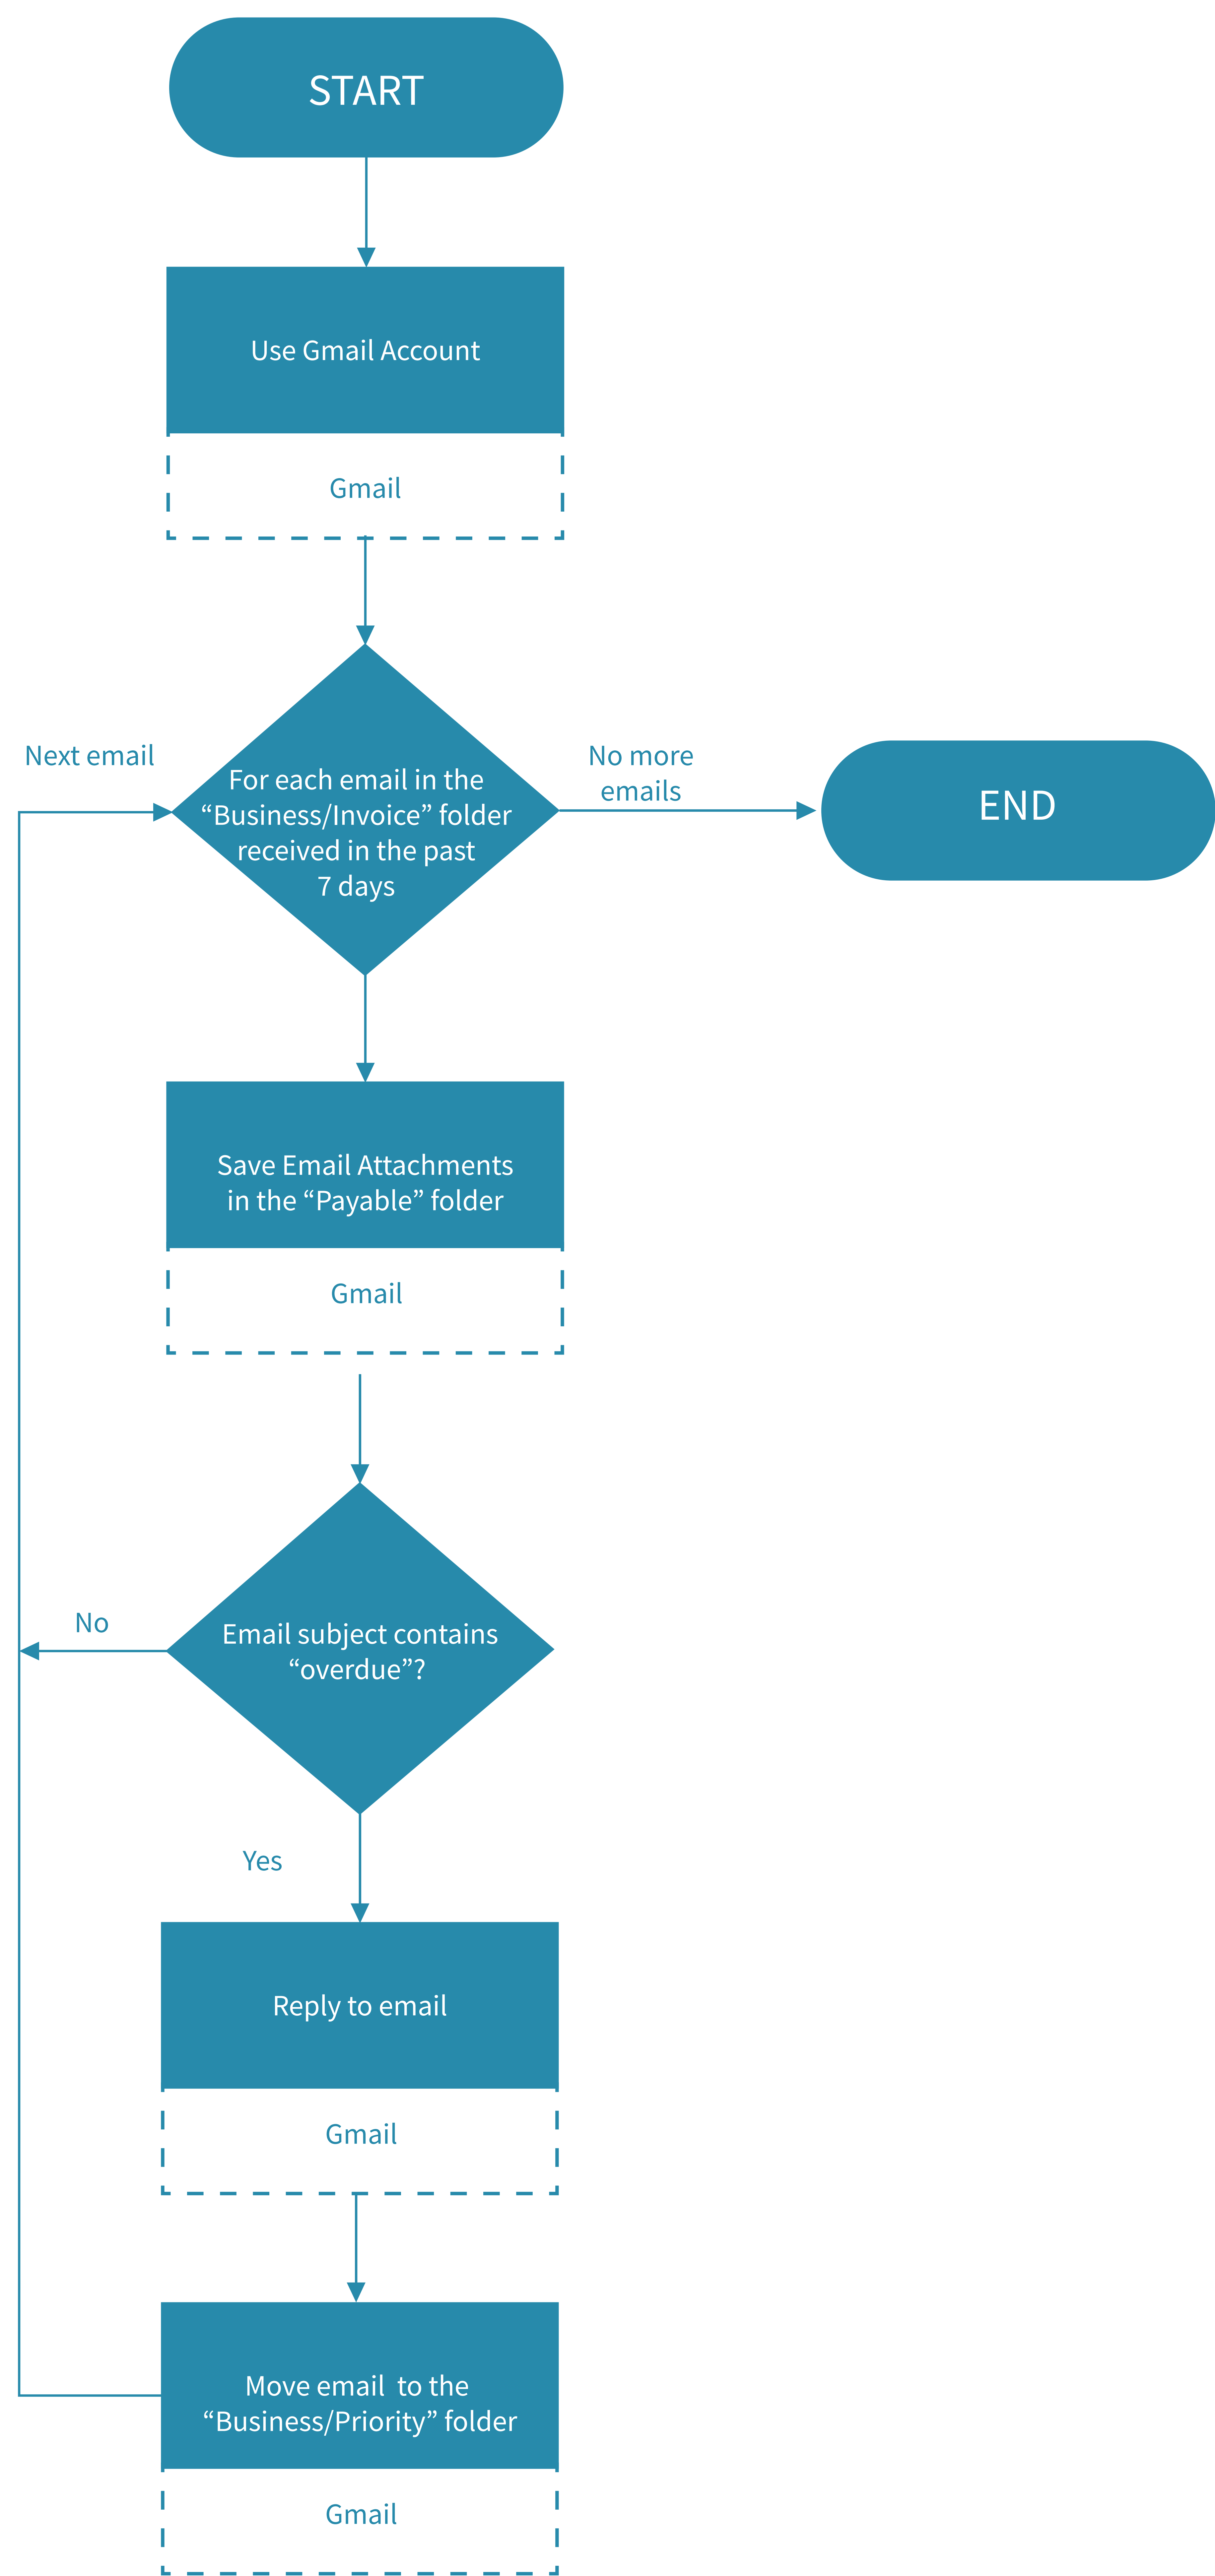 START
Use Gmail Account
Gmail
Next email
For each email in the
“Business/Invoice” folder
received in the past
7 days
No more
emails
END
Save Email Attachments
in the “Payable” folder
Gmail
No
Email subject contains
“overdue”?
Yes
Reply to email
Gmail
Move email  to the
“Business/Priority” folder
Gmail